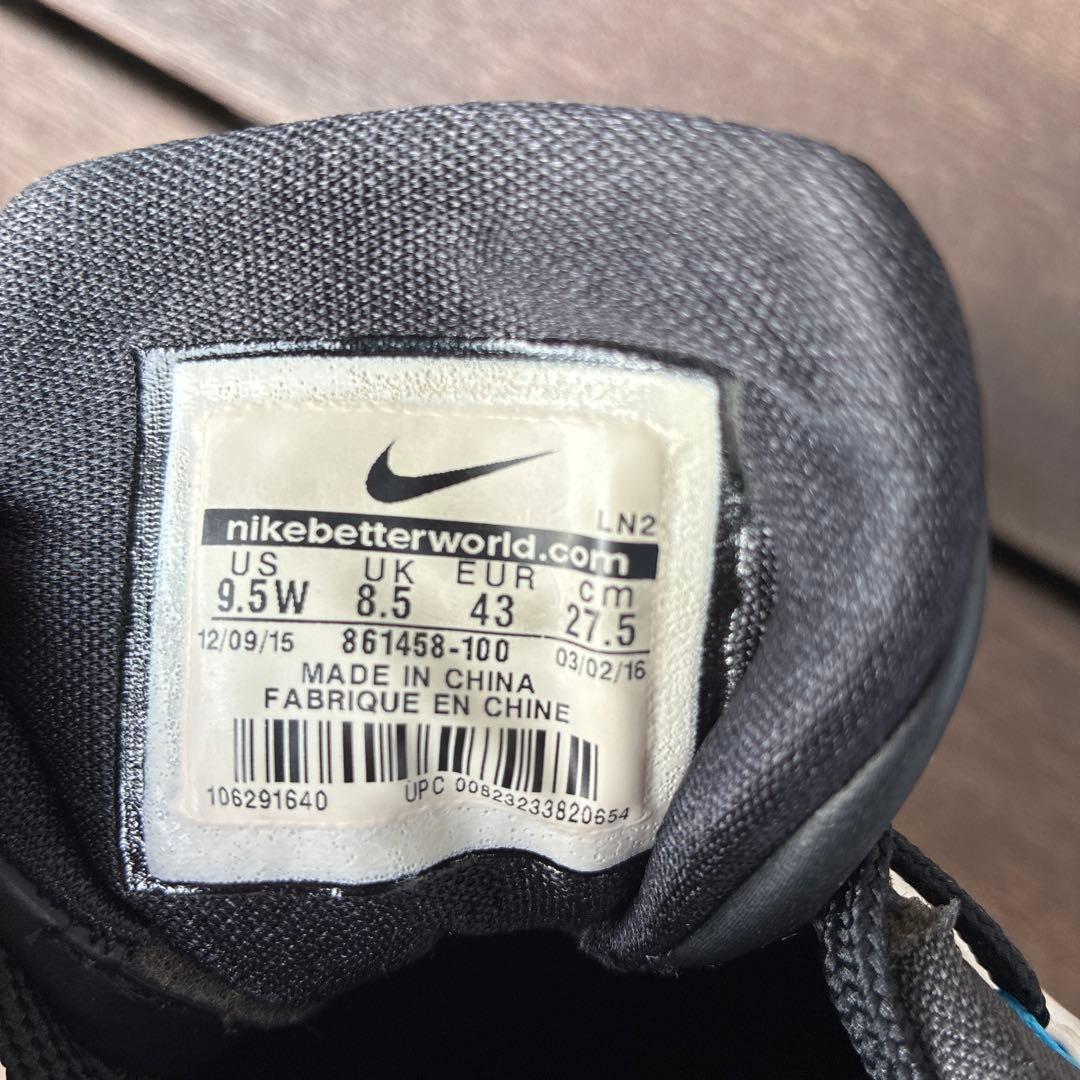 LN2
nikebetterworld.com
US UK EUR cm
9.5W 8.5 43 27.5
12/09/15 861458-100 03/02/16
MADE IN CHINA
FABRIQUE EN CHINE
106291640 UPC 00823233820654